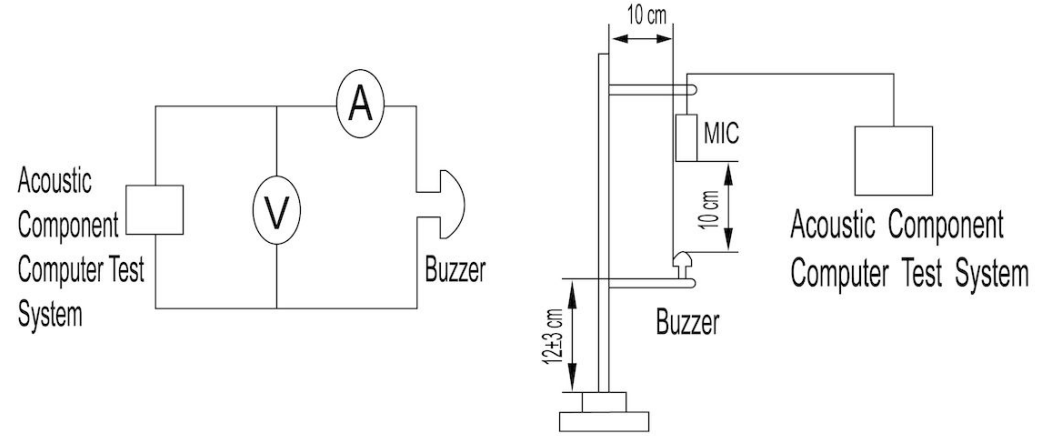 A
V
Acoustic
Component
Computer Test
System
Buzzer
10 cm
MIC
10 cm
Acoustic Component
Computer Test System
Buzzer
12±3 cm